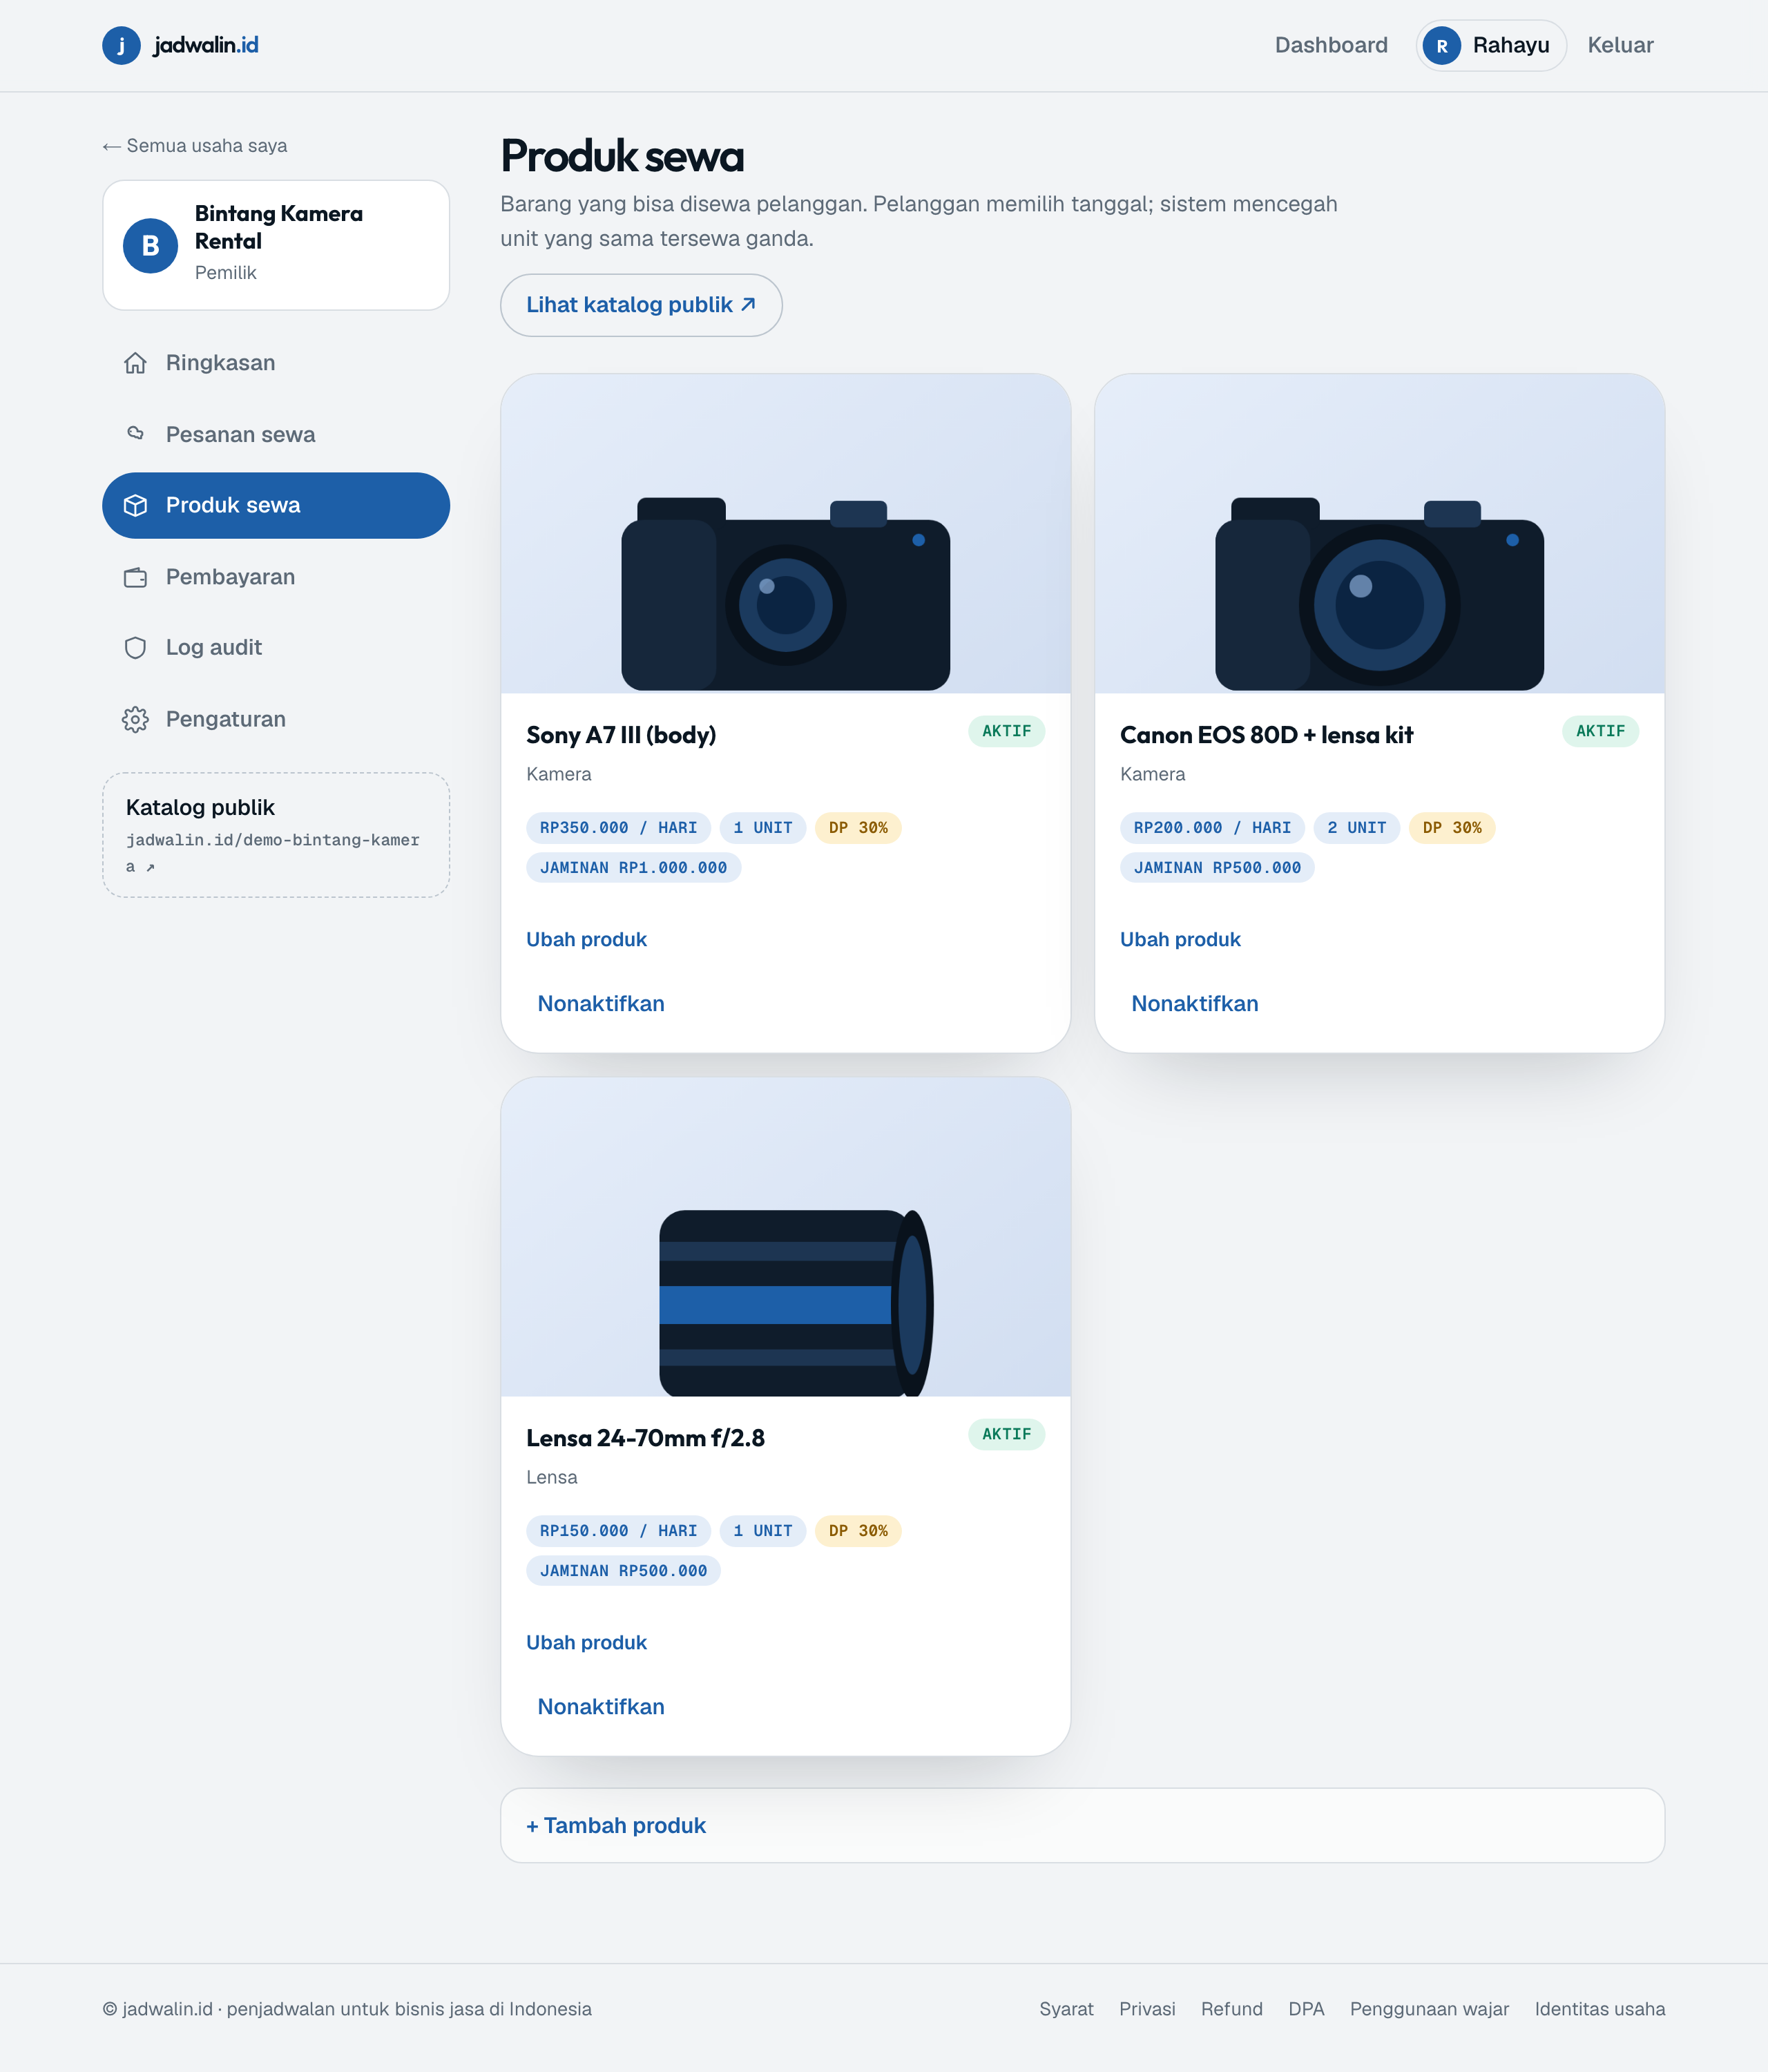 j jadwalin.id
Dashboard
R Rahayu
Keluar
← Semua usaha saya
B
Bintang Kamera
Rental
Pemilik
Ringkasan
Pesanan sewa
Produk sewa
Pembayaran
Log audit
Pengaturan
Katalog publik
jadwalin.id/demo-bintang-kamer
a ↗
Produk sewa
Barang yang bisa disewa pelanggan. Pelanggan memilih tanggal; sistem mencegah
unit yang sama tersewa ganda.
Lihat katalog publik ↗
Sony A7 III (body)
AKTIF
Kamera
RP350.000 / HARI
1 UNIT
DP 30%
JAMINAN RP1.000.000
Ubah produk
Nonaktifkan
Canon EOS 80D + lensa kit
AKTIF
Kamera
RP200.000 / HARI
2 UNIT
DP 30%
JAMINAN RP500.000
Ubah produk
Nonaktifkan
Lensa 24-70mm f/2.8
AKTIF
Lensa
RP150.000 / HARI
1 UNIT
DP 30%
JAMINAN RP500.000
Ubah produk
Nonaktifkan
+ Tambah produk
© jadwalin.id · penjadwalan untuk bisnis jasa di Indonesia
Syarat
Privasi
Refund
DPA
Penggunaan wajar
Identitas usaha